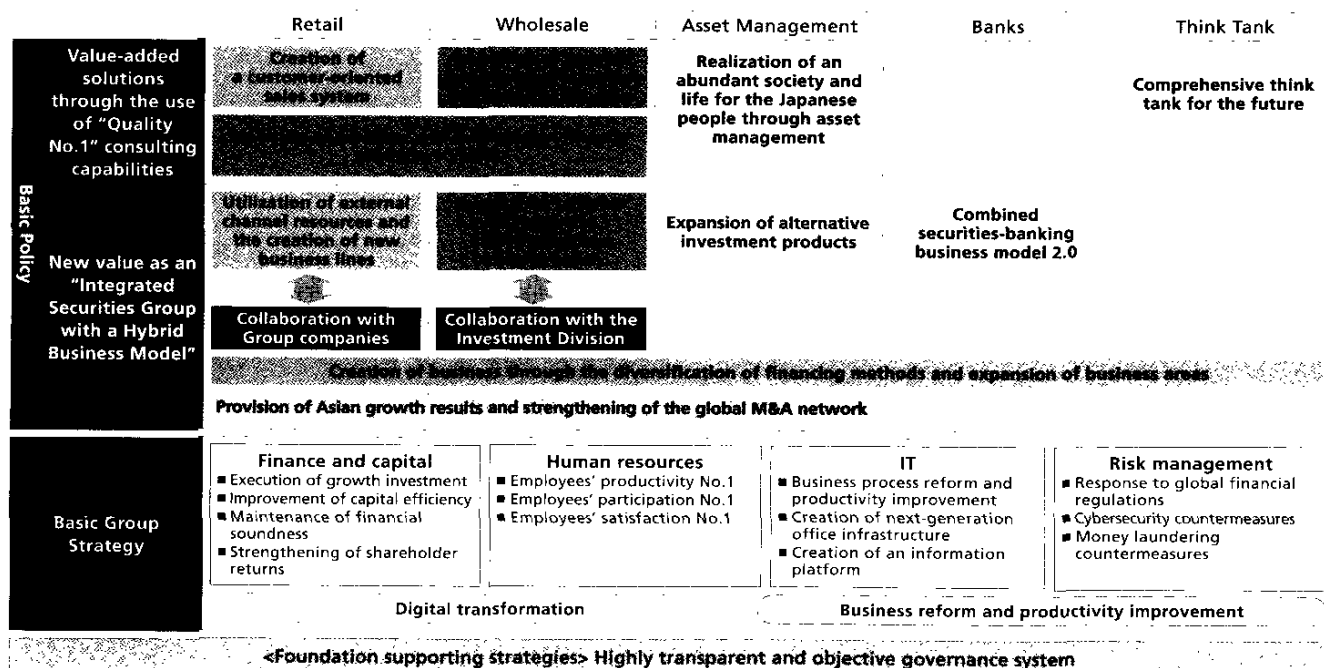 Retail
Wholesale
Asset Management
Banks
Think Tank
Basic Policy
Value-added
solutions
through the use
of "Quality
No.1" consulting
capabilities
Creation of
a customer-oriented
sales system
Realization of an
abundant society and
life for the Japanese
people through asset
management
Comprehensive think
tank for the future
New value as an
"Integrated
Securities Group
with a Hybrid
Business Model"
Utilization of external
channel resources and
the creation of new
business lines
Expansion of alternative
investment products
Combined
securities-banking
business model 2.0
Collaboration with
Group companies
Collaboration with the
Investment Division
Creation of business through the diversification of financing methods and expansion of business areas
Provision of Asian growth results and strengthening of the global M&A network
Basic Group
Strategy
Finance and capital
■ Execution of growth investment
■ Improvement of capital efficiency
■ Maintenance of financial
soundness
■ Strengthening of shareholder
returns
Human resources
■ Employees' productivity No.1
■ Employees' participation No.1
■ Employees' satisfaction No.1
IT
■ Business process reform and
productivity improvement
■ Creation of next-generation
office infrastructure
■ Creation of an information
platform
Risk management
■ Response to global financial
regulations
■ Cybersecurity countermeasures
■ Money laundering
countermeasures
Digital transformation
Business reform and productivity improvement
<Foundation supporting strategies> Highly transparent and objective governance system